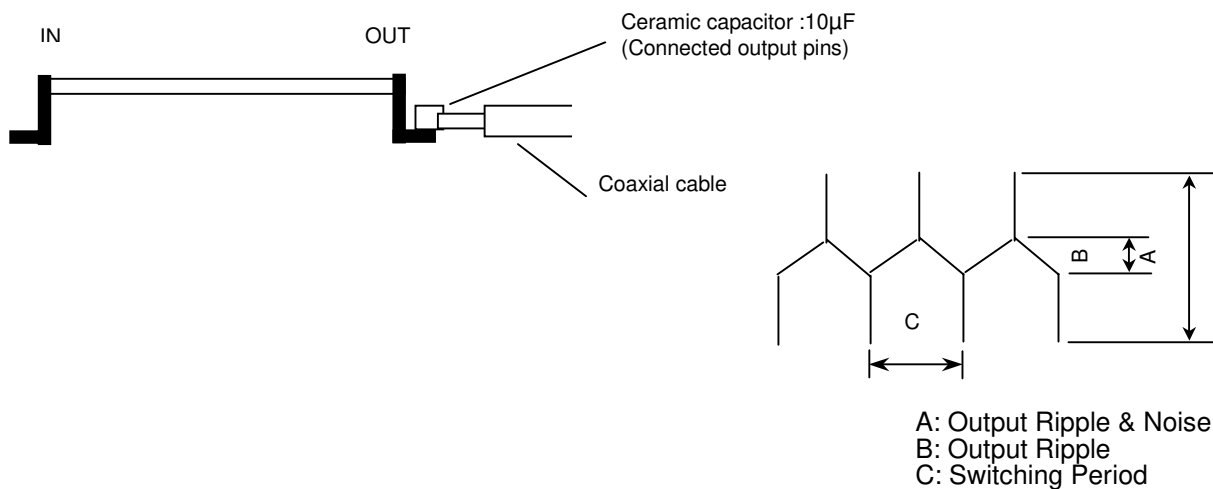 IN
OUT
Ceramic capacitor :10μF
(Connected output pins)
Coaxial cable
B
A
C
A: Output Ripple & Noise
B: Output Ripple
C: Switching Period